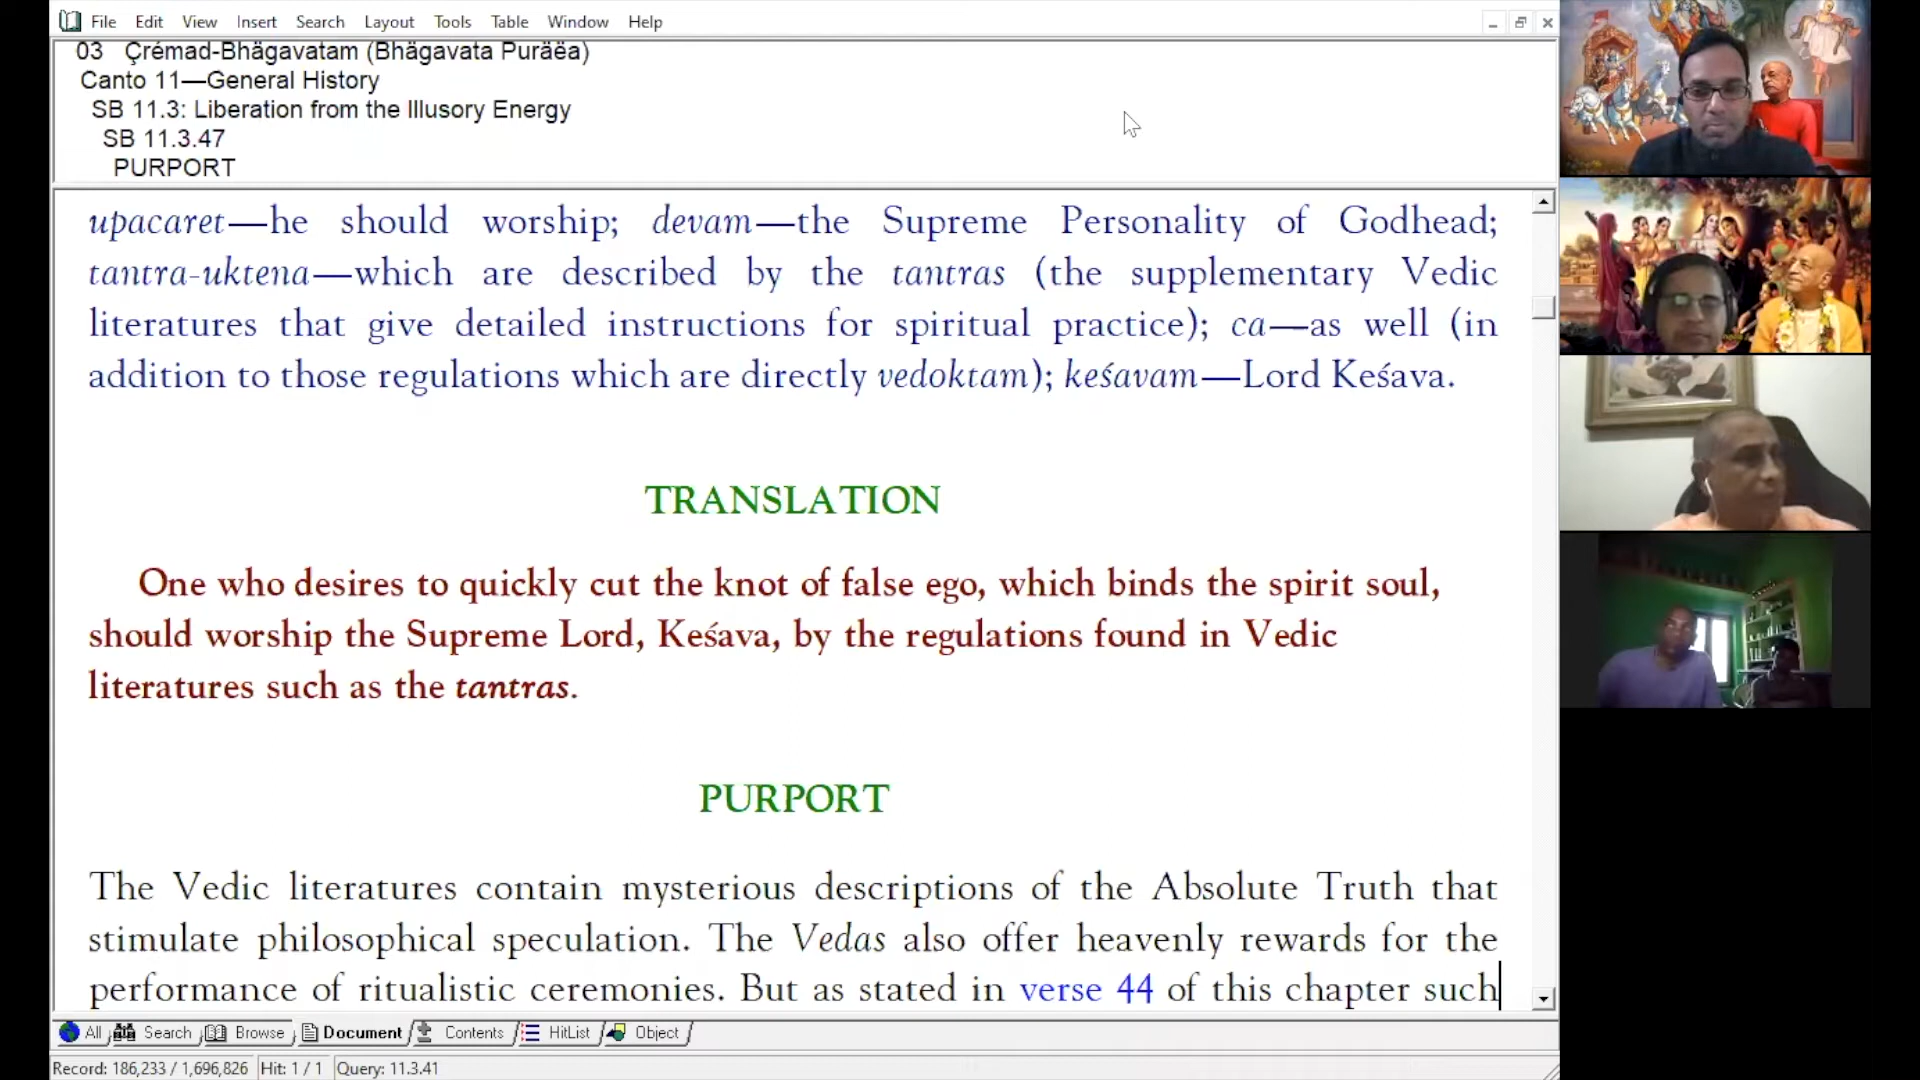 File Edit View Insert Search Layout Tools Table Window Help
03 Çrémad-Bhägavatam (Bhägavata Puräëa)
Canto 11—General History
SB 11.3: Liberation from the Illusory Energy
SB 11.3.47
PURPORT
upacaret—he should worship; devam—the Supreme Personality of Godhead;
tantra-uktena—which are described by the tantras (the supplementary Vedic
literatures that give detailed instructions for spiritual practice); ca—as well (in
addition to those regulations which are directly vedoktam); keśavam—Lord Keśava.
TRANSLATION
One who desires to quickly cut the knot of false ego, which binds the spirit soul,
should worship the Supreme Lord, Keśava, by the regulations found in Vedic
literatures such as the tantras.
PURPORT
The Vedic literatures contain mysterious descriptions of the Absolute Truth that
stimulate philosophical speculation. The Vedas also offer heavenly rewards for the
performance of ritualistic ceremonies. But as stated in verse 44 of this chapter such
All Search Browse Document Contents HitList Object
Record: 186,233 / 1,696,826 Hit: 1 / 1 Query: 11.3.41